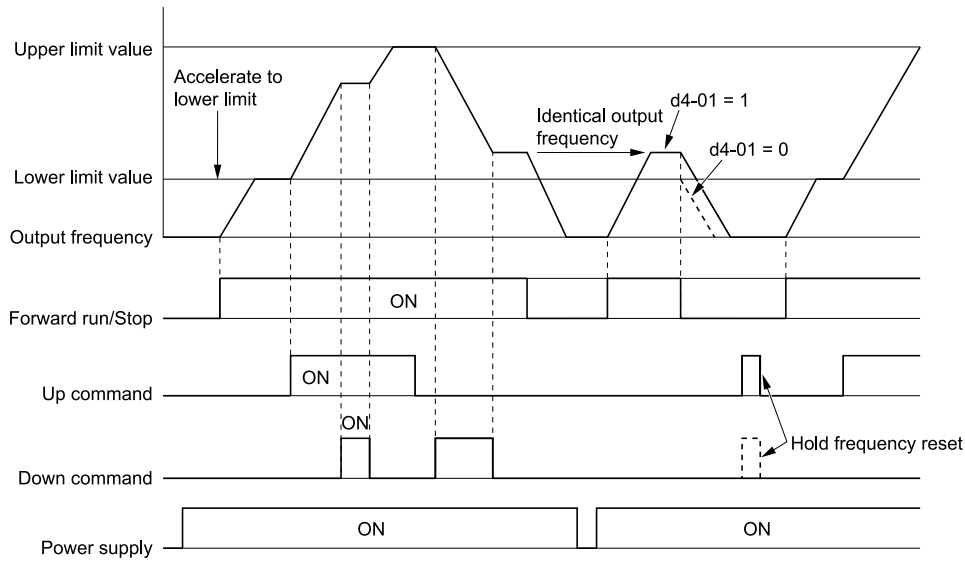 Upper limit value
Accelerate to
lower limit
Identical output
frequency
d4-01 = 1
d4-01 = 0
Lower limit value
Output frequency
Forward run/Stop
ON
Up command
ON
ON
Hold frequency reset
Down command
Power supply
ON
ON